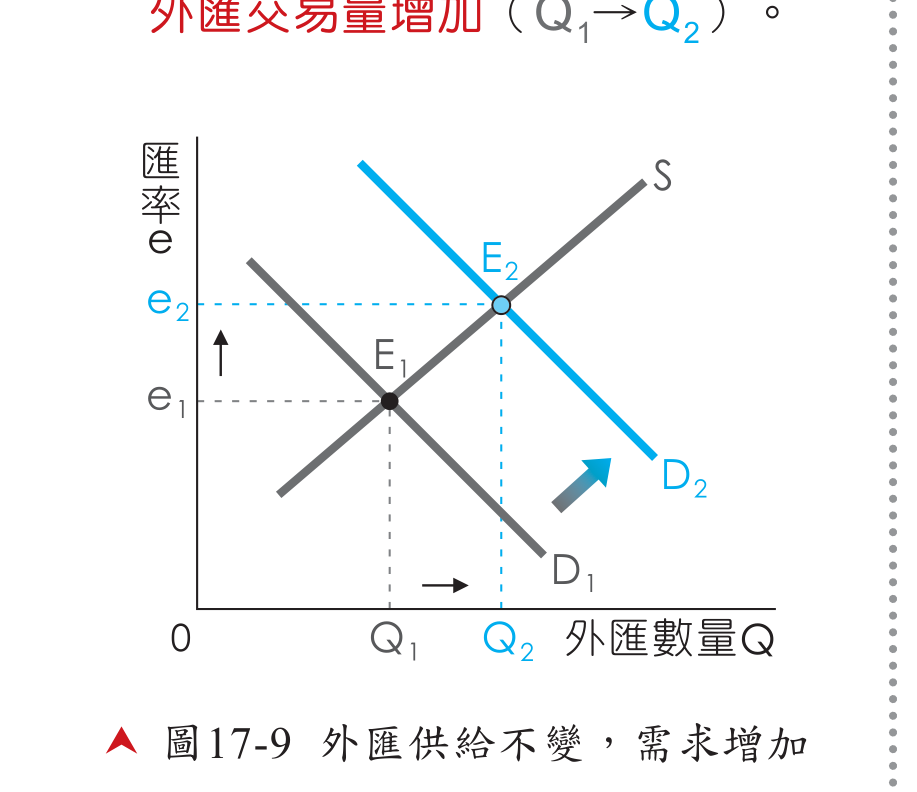 外匯交易量增加（Q1→Q2）。
匯率e
S
E2
e2
E1
e1
D2
D1
0 Q1 Q2 外匯數量Q
圖17-9 外匯供給不變，需求增加